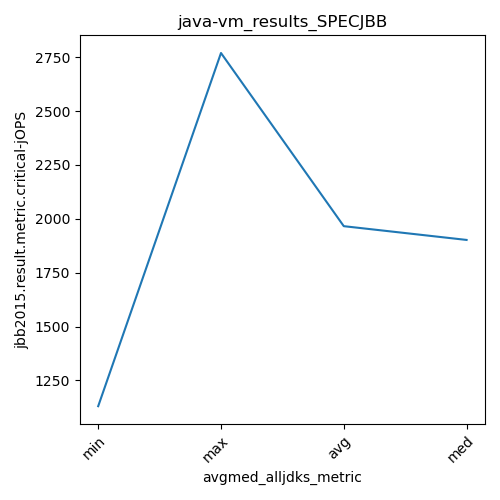 java-vm_results_SPECJBB
jbb2015.result.metric.critical-jOPS
2750
2500
2250
2000
1750
1500
1250
min
max
avg
med
avgmed_alljdks_metric